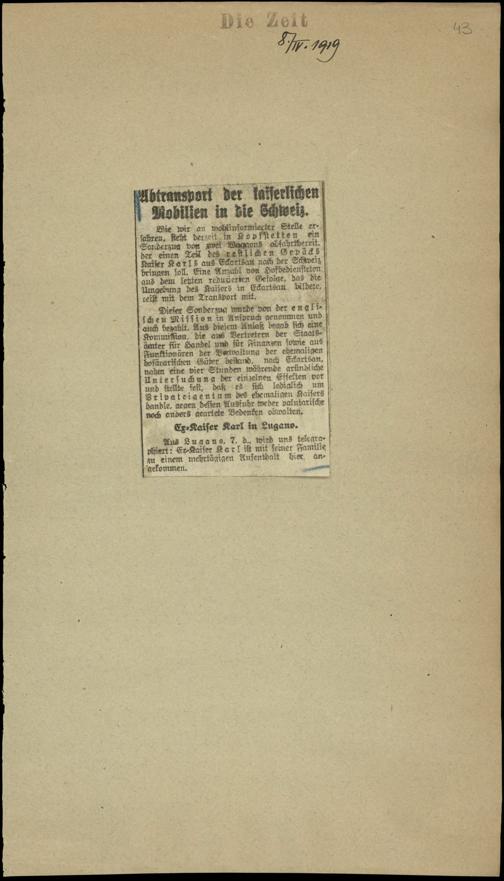 Die Zeit
43
8./IV. 1919
Abtransport der kaiserlichen
Mobilien in die Schweiz.
Wie wir an wohlinformierter Stelle er-
fahren, steht derzeit in Kopfstetten ein
Sonderzug von zwei Waggons abfahrtbereit,
der einen Teil des restlichen Gepäcks
Kaiser Karls aus Eckartsau nach der Schweiz
bringen soll. Eine Anzahl von Hofbediensteten
aus dem letzten reduzierten Gefolge, das die
Umgebung des Kaisers in Eckartsau bildete,
reist mit dem Transport mit.
Dieser Sonderzug wurde von der engli-
schen Mission in Anspruch genommen und
auch bezahlt. Aus diesem Anlaß begab sich eine
Kommission, die aus Vertretern der Staats-
ämter für Handel und für Finanzen sowie aus
Funktionären der Verwaltung der ehemaligen
hofärarischen Güter bestand, nach Eckartsau,
nahm eine vier Stunden währende gründliche
Untersuchung der einzelnen Effekten vor
und stellte fest, daß es sich lediglich um
Privateigentum des ehemaligen Kaisers
handle, gegen dessen Ausfuhr weder valutarische
noch anders geartete Bedenken obwalten.
Ex-Kaiser Karl in Lugano.
Aus Lugano, 7. d., wird uns telegra-
phiert: Ex-Kaiser Karl ist mit seiner Familie
zu einem mehrtägigen Aufenthalt hier an-
gekommen.